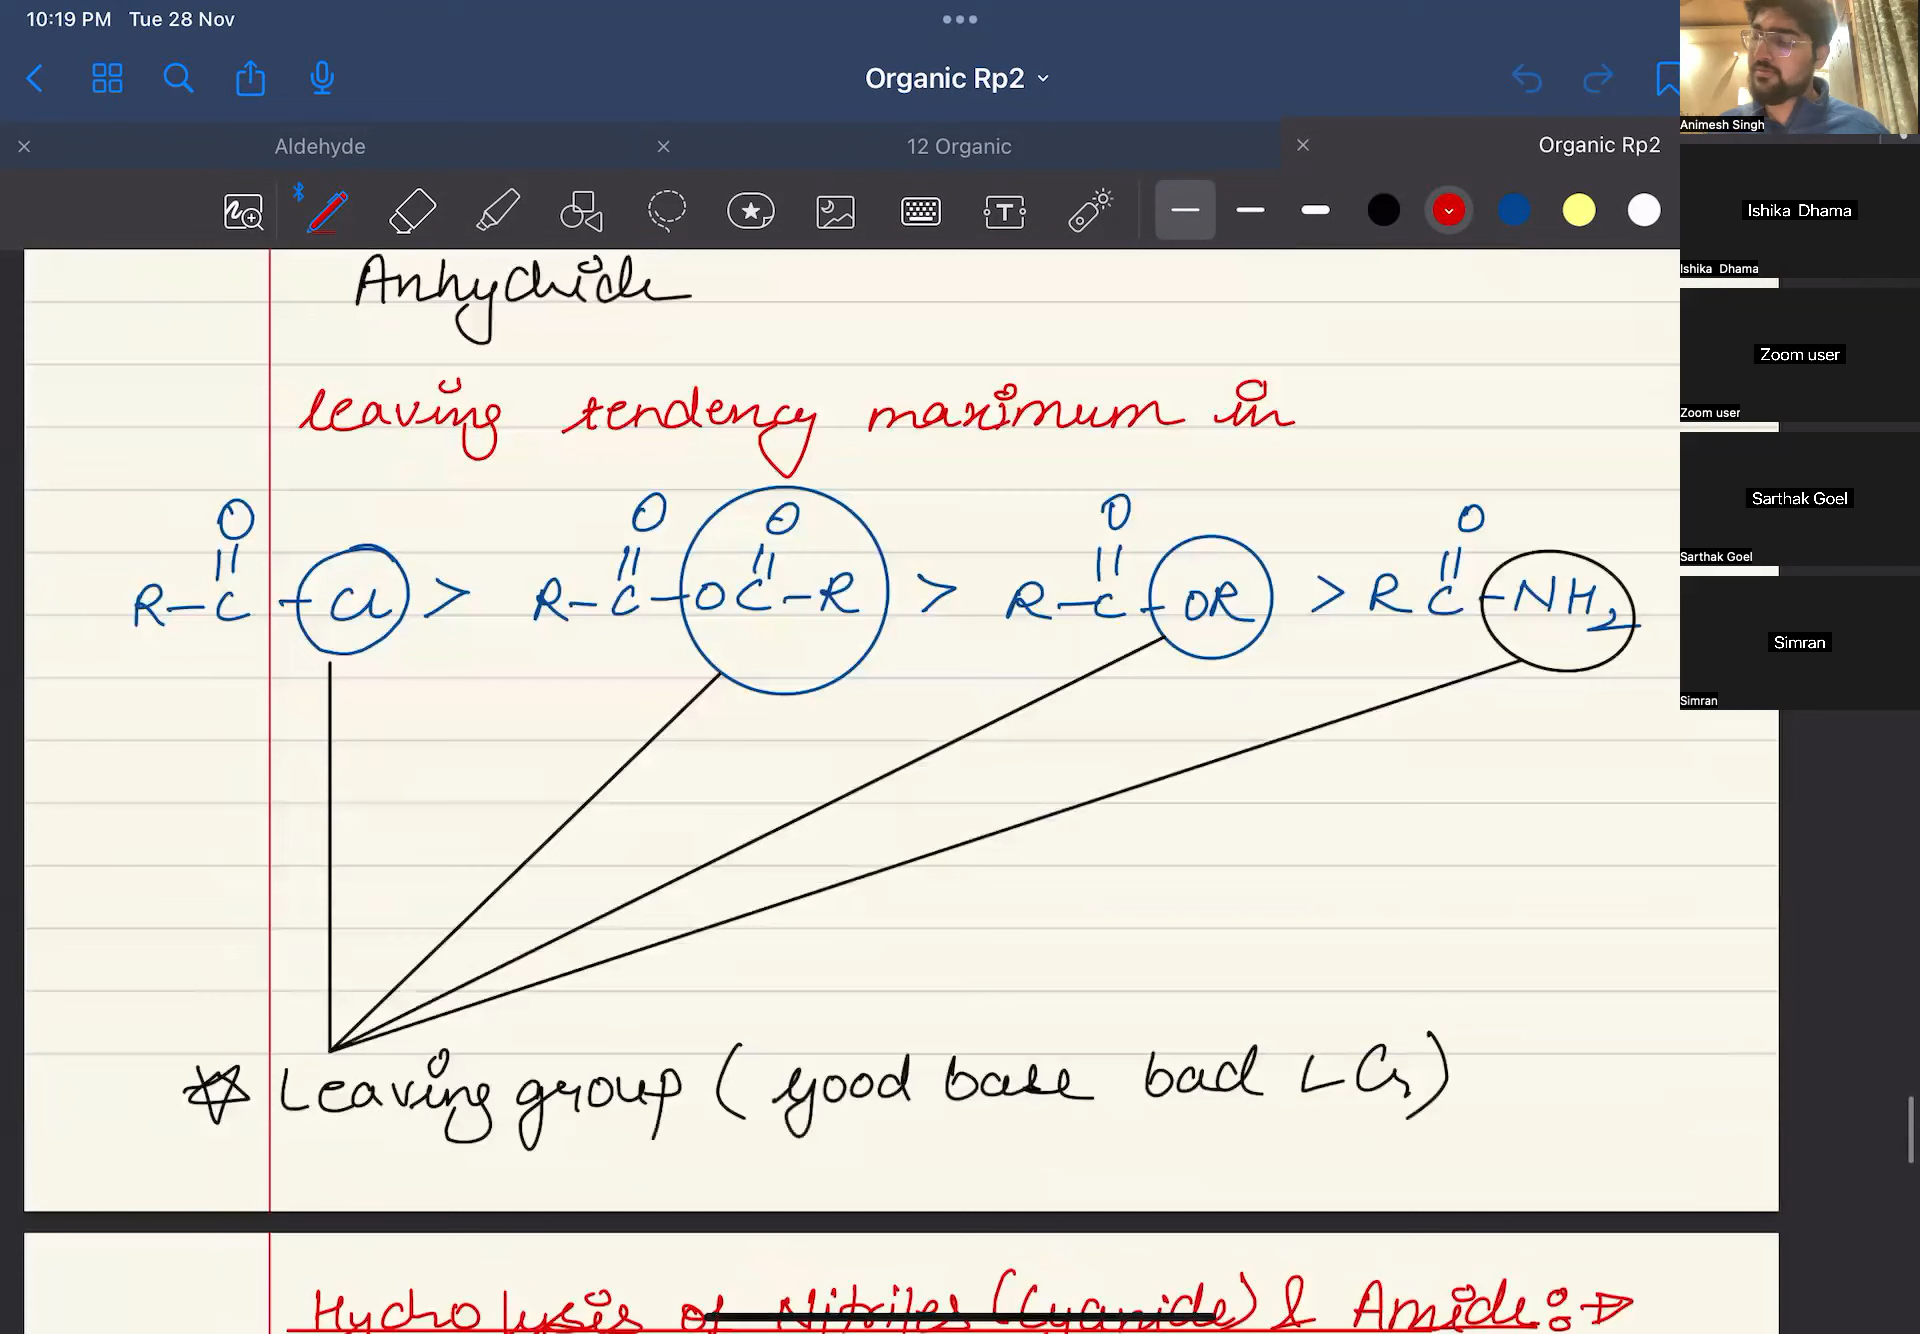 10:19 PM Tue 28 Nov
Organic Rp2
Aldehyde
12 Organic
Organic Rp2
Animesh Singh
Ishika Dhama
Ishika Dhama
Zoom user
Zoom user
Sarthak Goel
Sarthak Goel
Simran
Simran
Anhydride
leaving tendency maximum in
O O O O O
R-C-Cl > R-C-OC-R > R-C-OR > RC-NH2
Leaving group (good base bad LG)
Hydrolysis of Nitriles (Cyanide) & Amide: